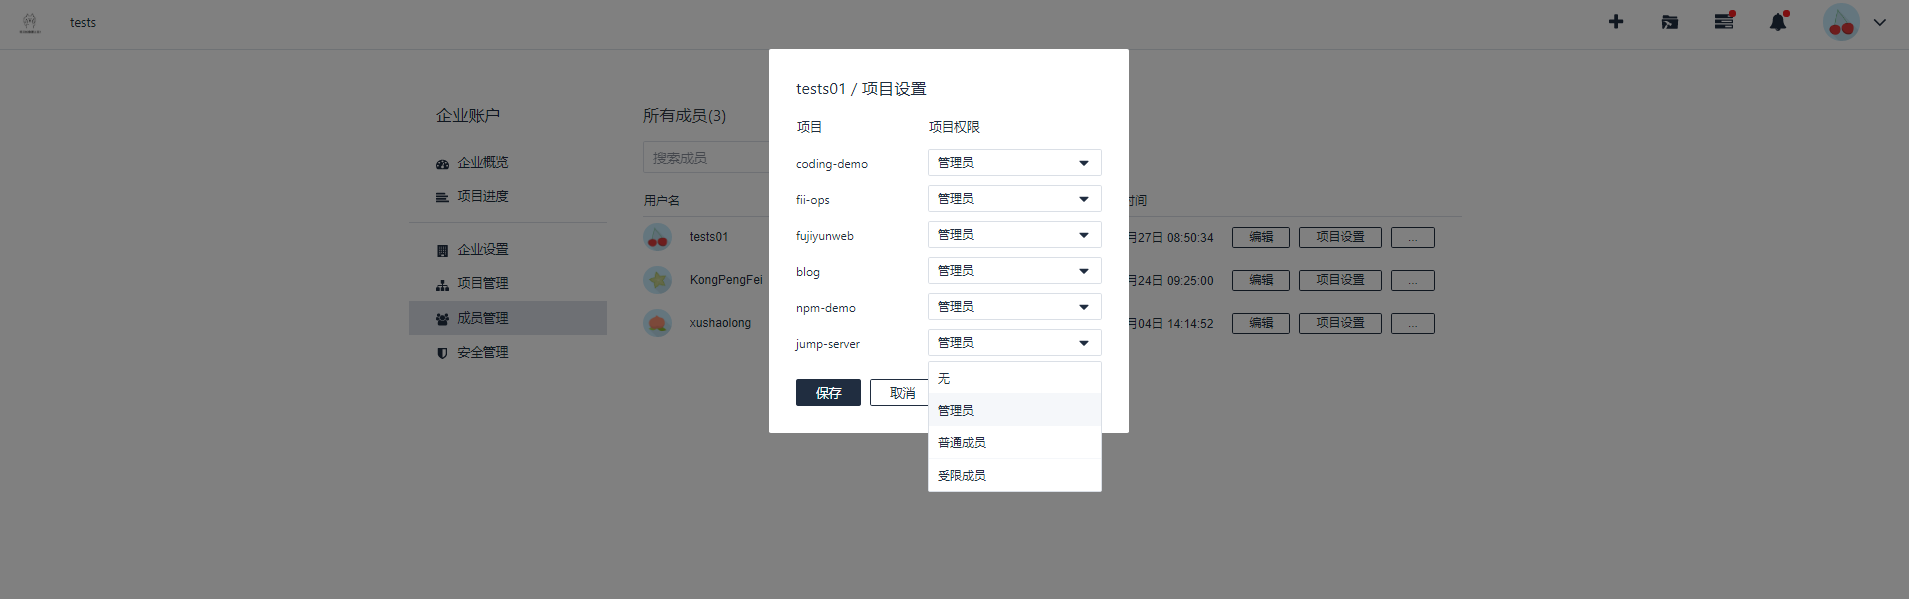 tests
企业账户
企业概览
项目进度
企业设置
项目管理
成员管理
安全管理
所有成员(3)
搜索成员
用户名
时间
tests01
月27日 08:50:34
编辑
项目设置
...
KongPengFei
月24日 09:25:00
编辑
项目设置
...
xushaolong
月04日 14:14:52
编辑
项目设置
...
tests01 / 项目设置
项目 项目权限
coding-demo 管理员
fii-ops 管理员
fujiyunweb 管理员
blog 管理员
npm-demo 管理员
jump-server 管理员
保存 取消
无
管理员
普通成员
受限成员